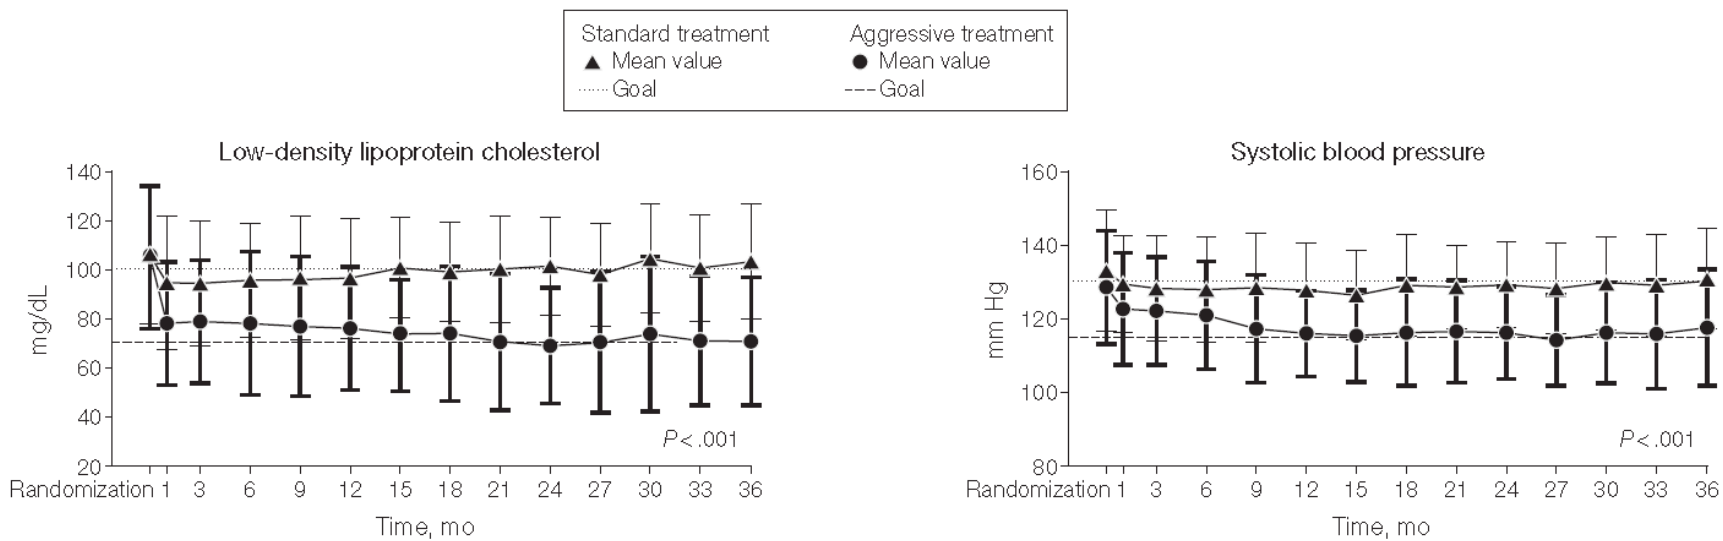 Standard treatment Aggressive treatment
Mean value Mean value
Goal Goal
Low-density lipoprotein cholesterol
140
120
100
80
60
40
20
mg/dL
P< .001
Randomization 1 3 6 9 12 15 18 21 24 27 30 33 36
Time, mo
Systolic blood pressure
160
140
120
100
80
mm Hg
P< .001
Randomization 1 3 6 9 12 15 18 21 24 27 30 33 36
Time, mo